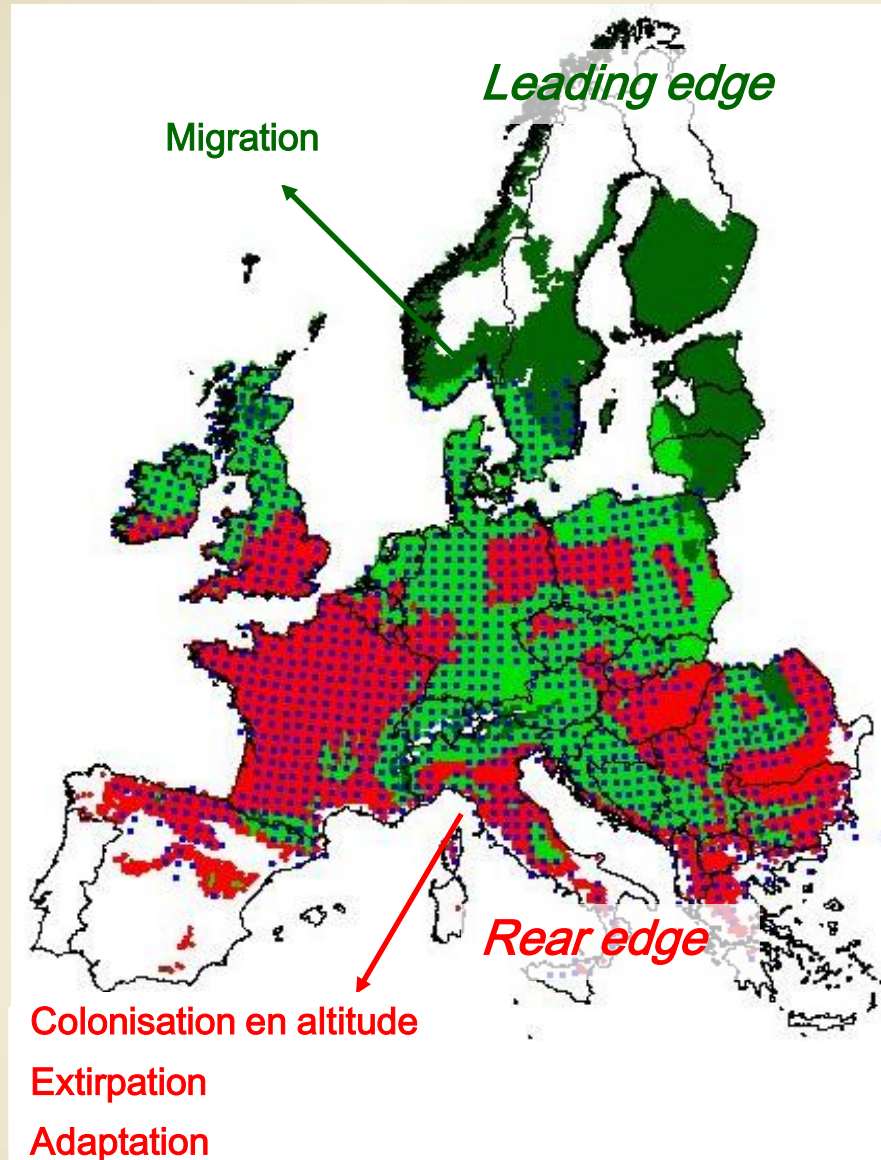 Leading edge
Migration
Rear edge
Colonisation en altitude
Extirpation
Adaptation